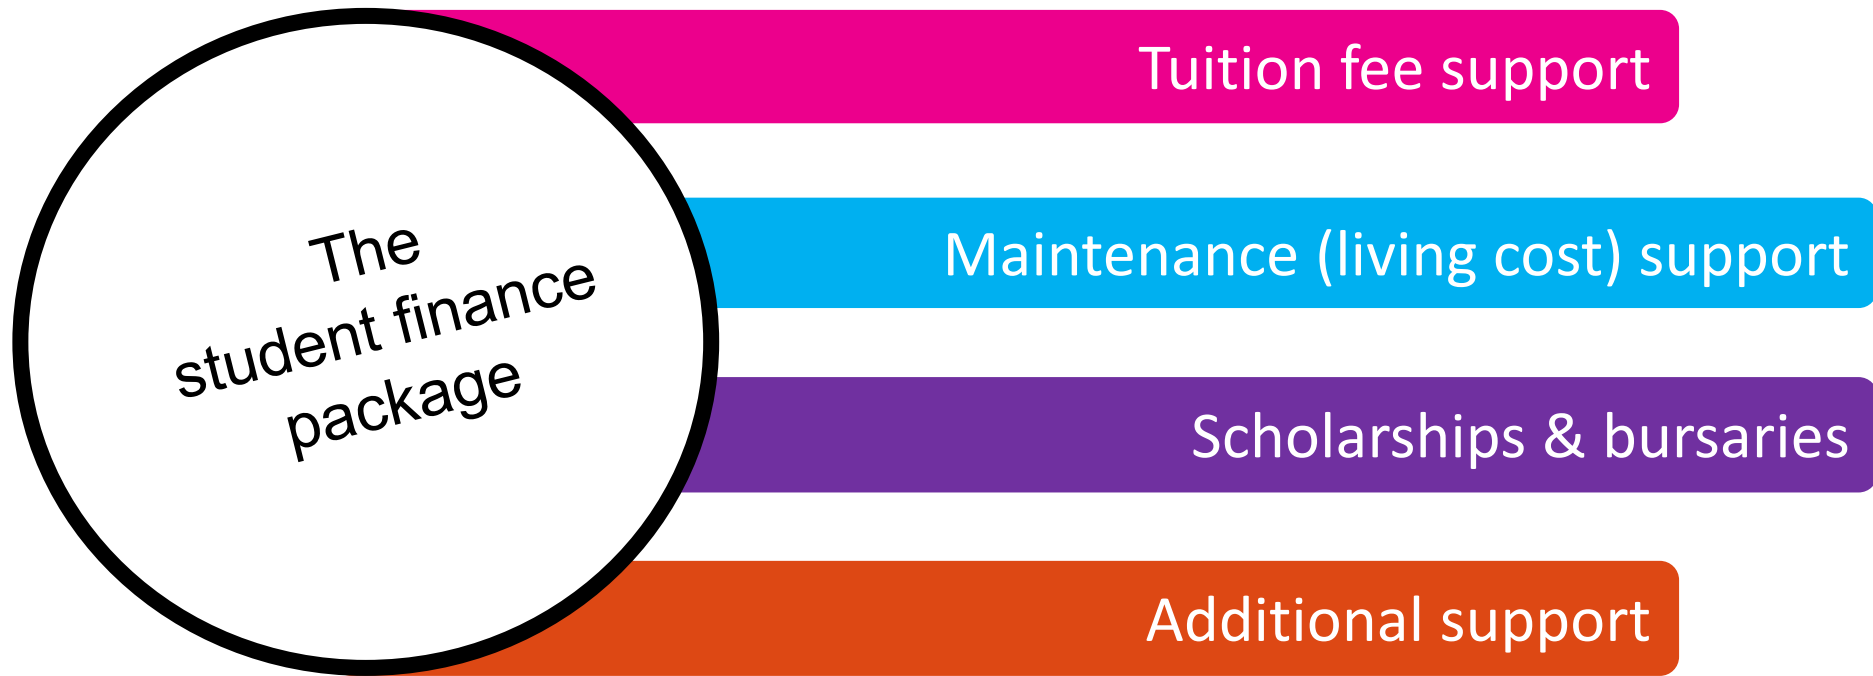 The
student finance
package
Tuition fee support
Maintenance (living cost) support
Scholarships & bursaries
Additional support